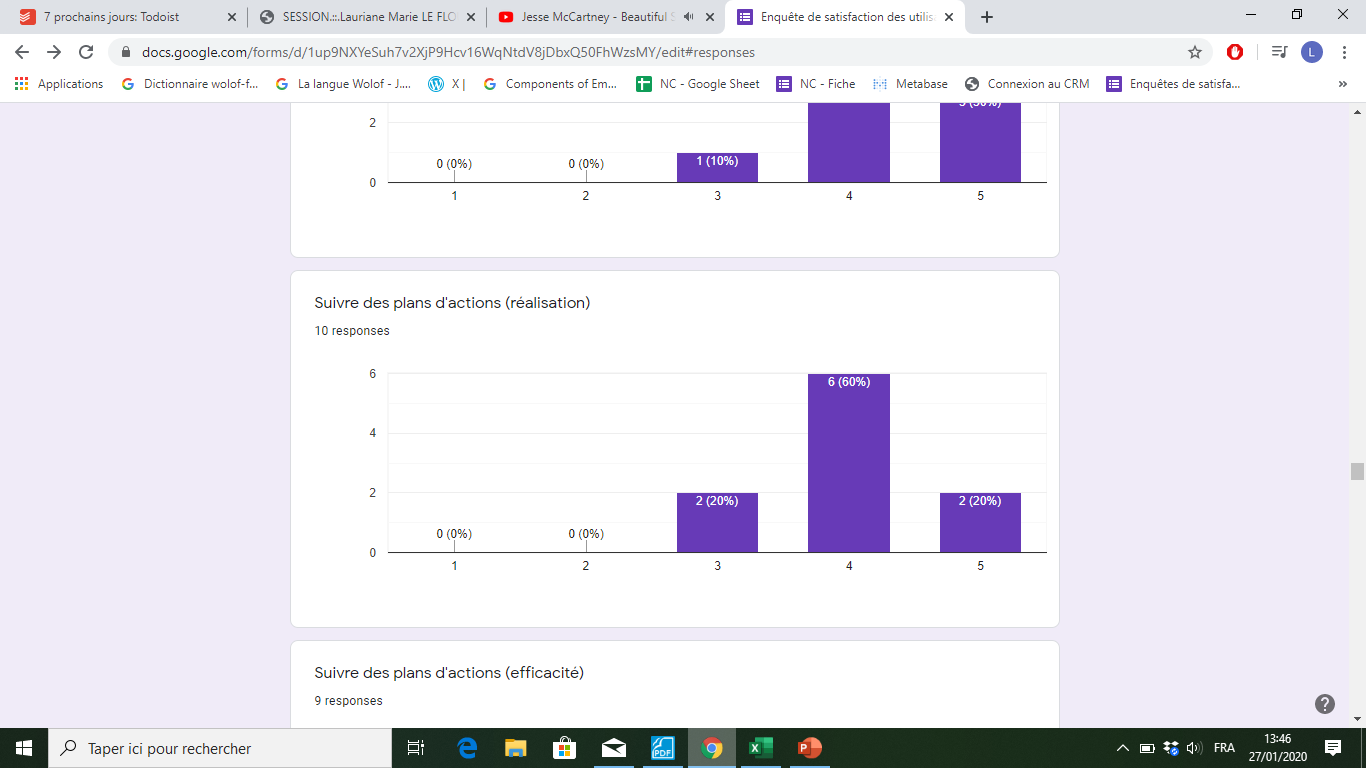 7 prochains jours: Todoist
SESSION.::.Lauriane Marie LE FLO
Jesse McCartney - Beautiful S
Enquête de satisfaction des utilis
docs.google.com/forms/d/1up9NXYeSuh7v2XjP9Hcv16WqNtdV8jDbxQ50FhWzsMY/edit#responses
L
Applications
Dictionnaire wolof-f...
La langue Wolof - J....
X |
Components of Em...
NC - Google Sheet
NC - Fiche
Metabase
Connexion au CRM
Enquêtes de satisfa...
»
2
0 (0%) 0 (0%) 1 (10%)
0
1 2 3 4 5
Suivre des plans d'actions (réalisation)
10 responses
6
6 (60%)
4
2
2 (20%) 2 (20%)
0 (0%) 0 (0%)
0
1 2 3 4 5
Suivre des plans d'actions (efficacité)
9 responses
Taper ici pour rechercher
PDF
FRA
13:46
27/01/2020